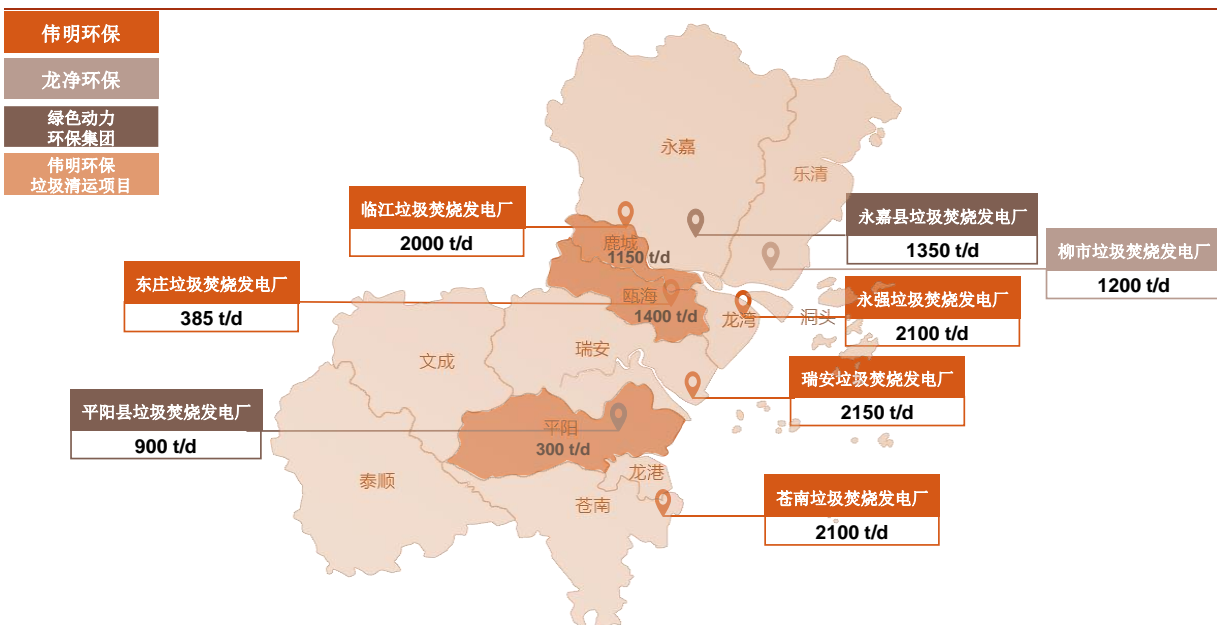 伟明环保
龙净环保
绿色动力
环保集团
伟明环保
垃圾清运项目
永嘉
乐清
临江垃圾焚烧发电厂
2000 t/d
永嘉县垃圾焚烧发电厂
1350 t/d
鹿城
1150 t/d
柳市垃圾焚烧发电厂
1200 t/d
东庄垃圾焚烧发电厂
385 t/d
瓯海
1400 t/d
龙湾
洞头
永强垃圾焚烧发电厂
2100 t/d
文成
瑞安
瑞安垃圾焚烧发电厂
2150 t/d
平阳县垃圾焚烧发电厂
900 t/d
平阳
300 t/d
泰顺
龙港
苍南
苍南垃圾焚烧发电厂
2100 t/d